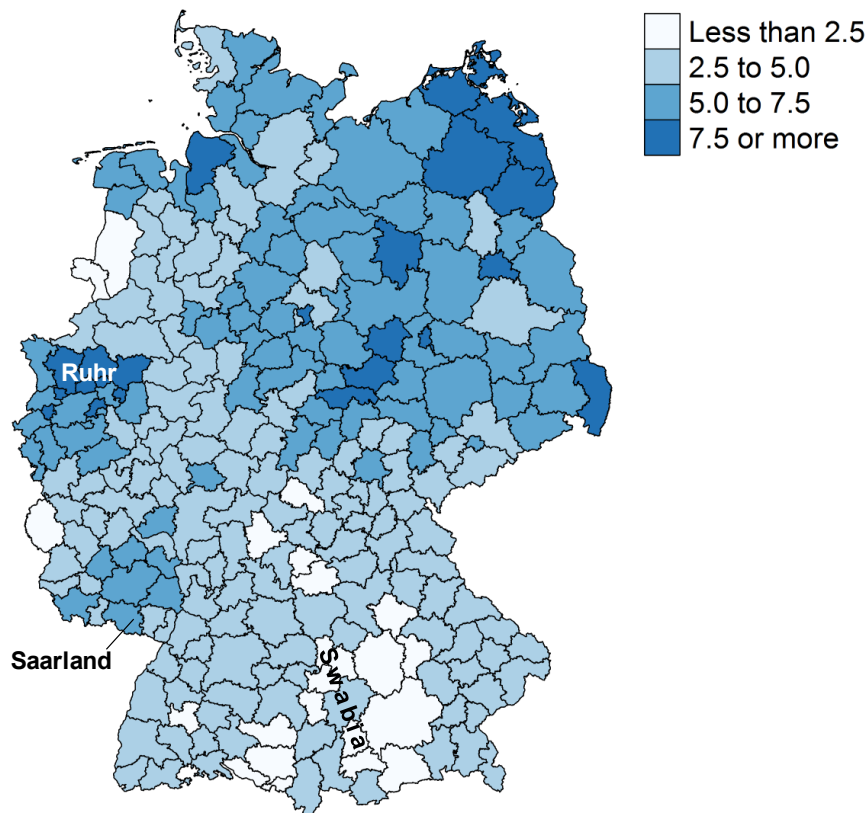 Less than 2.5
2.5 to 5.0
5.0 to 7.5
7.5 or more
Ruhr
Saarland
Swabia